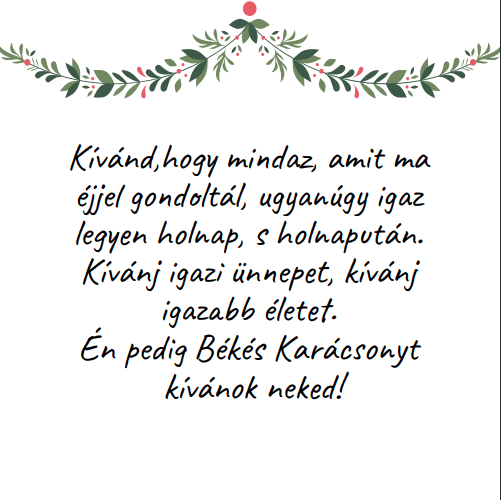 Kívánd,hogy mindaz, amit ma
éjjel gondoltál, ugyanúgy igaz
legyen holnap, s holnapután.
Kívánj igazi ünnepet, kívánj
igazabb életet.
Én pedig Békés Karácsonyt
kívánok neked!